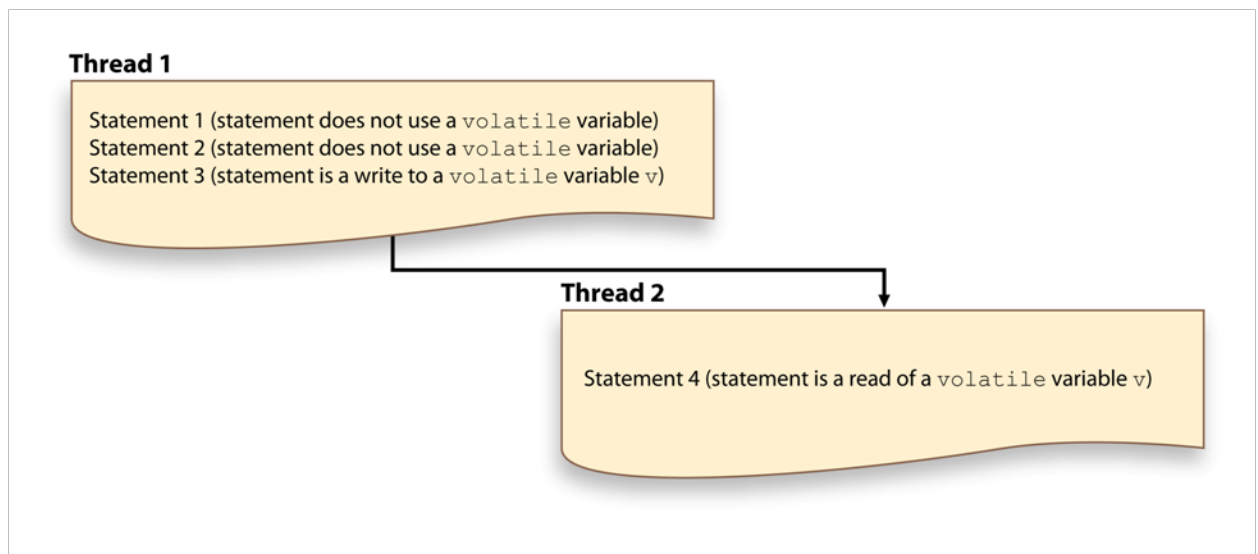 Thread 1
Statement 1 (statement does not use a volatile variable)
Statement 2 (statement does not use a volatile variable)
Statement 3 (statement is a write to a volatile variable v)
Thread 2
Statement 4 (statement is a read of a volatile variable v)